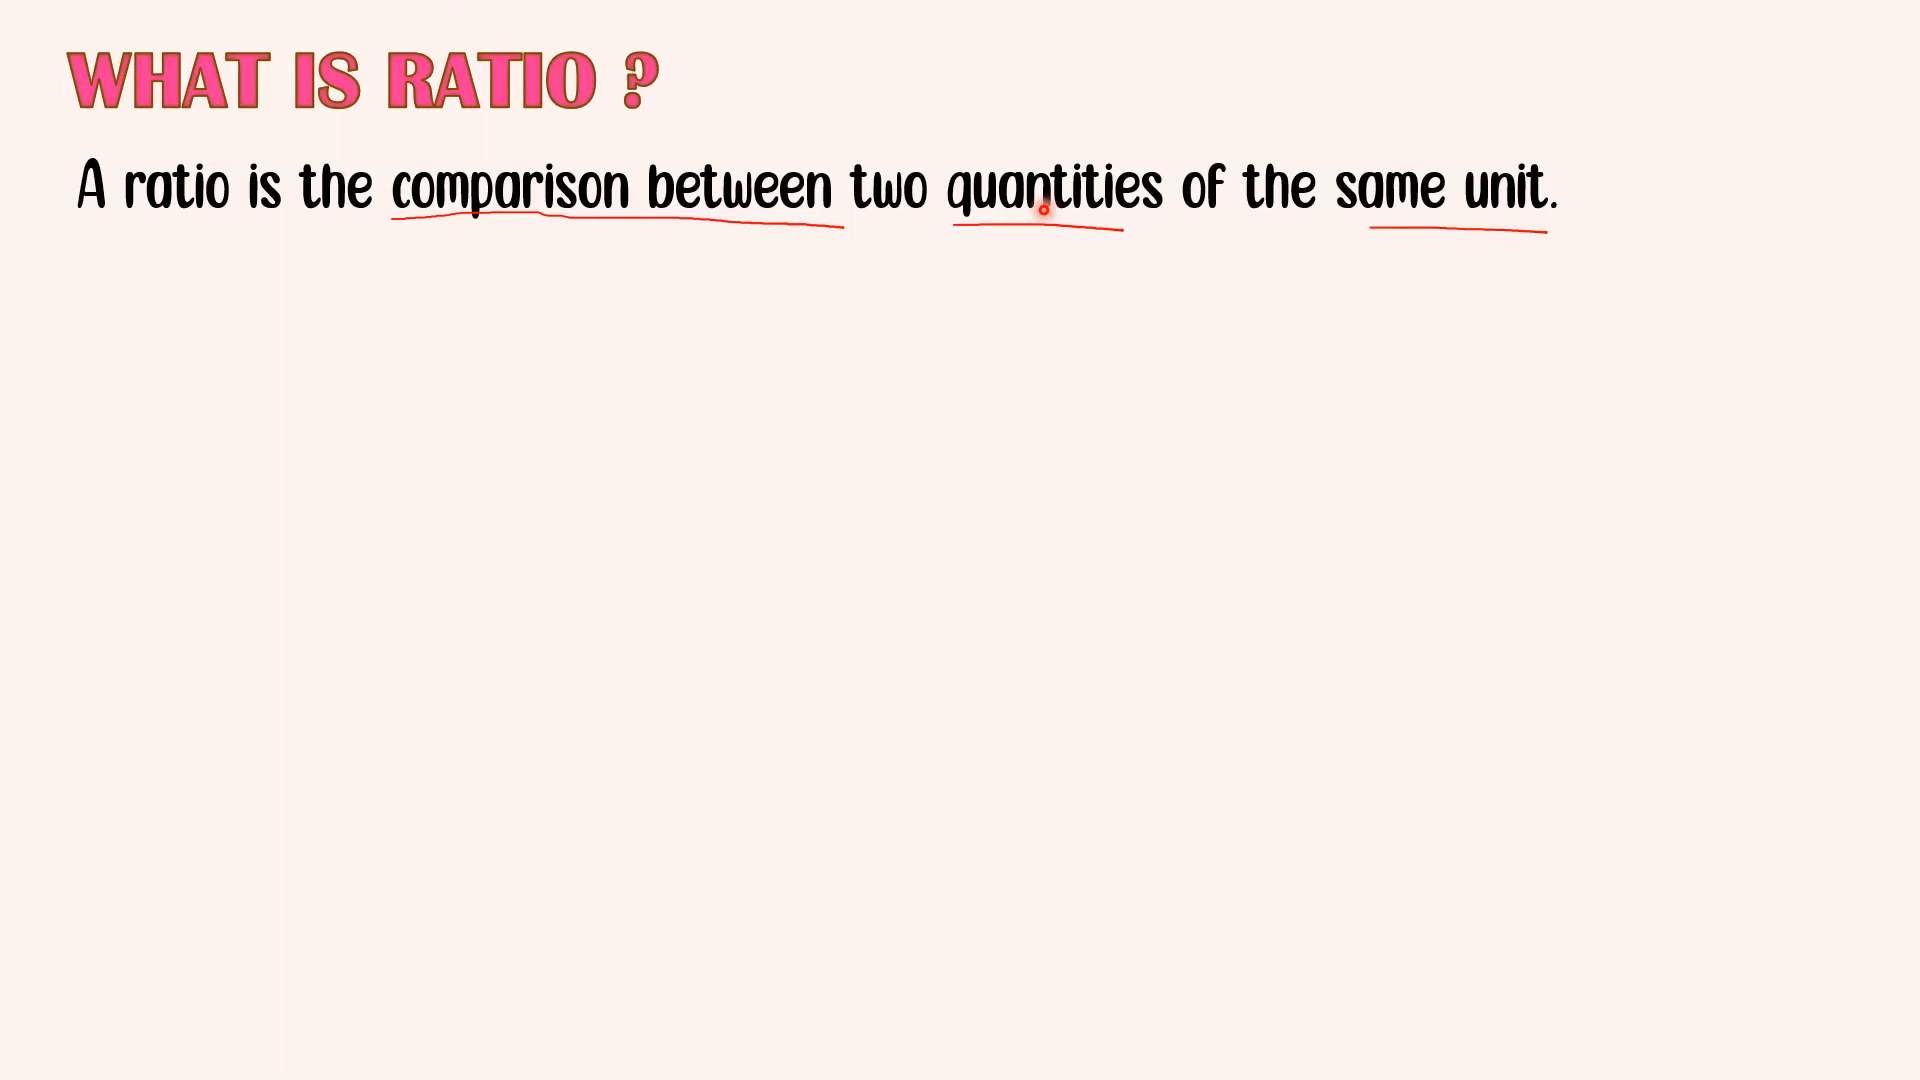 WHAT IS RATIO ?
A ratio is the comparison between two quantities of the same unit.